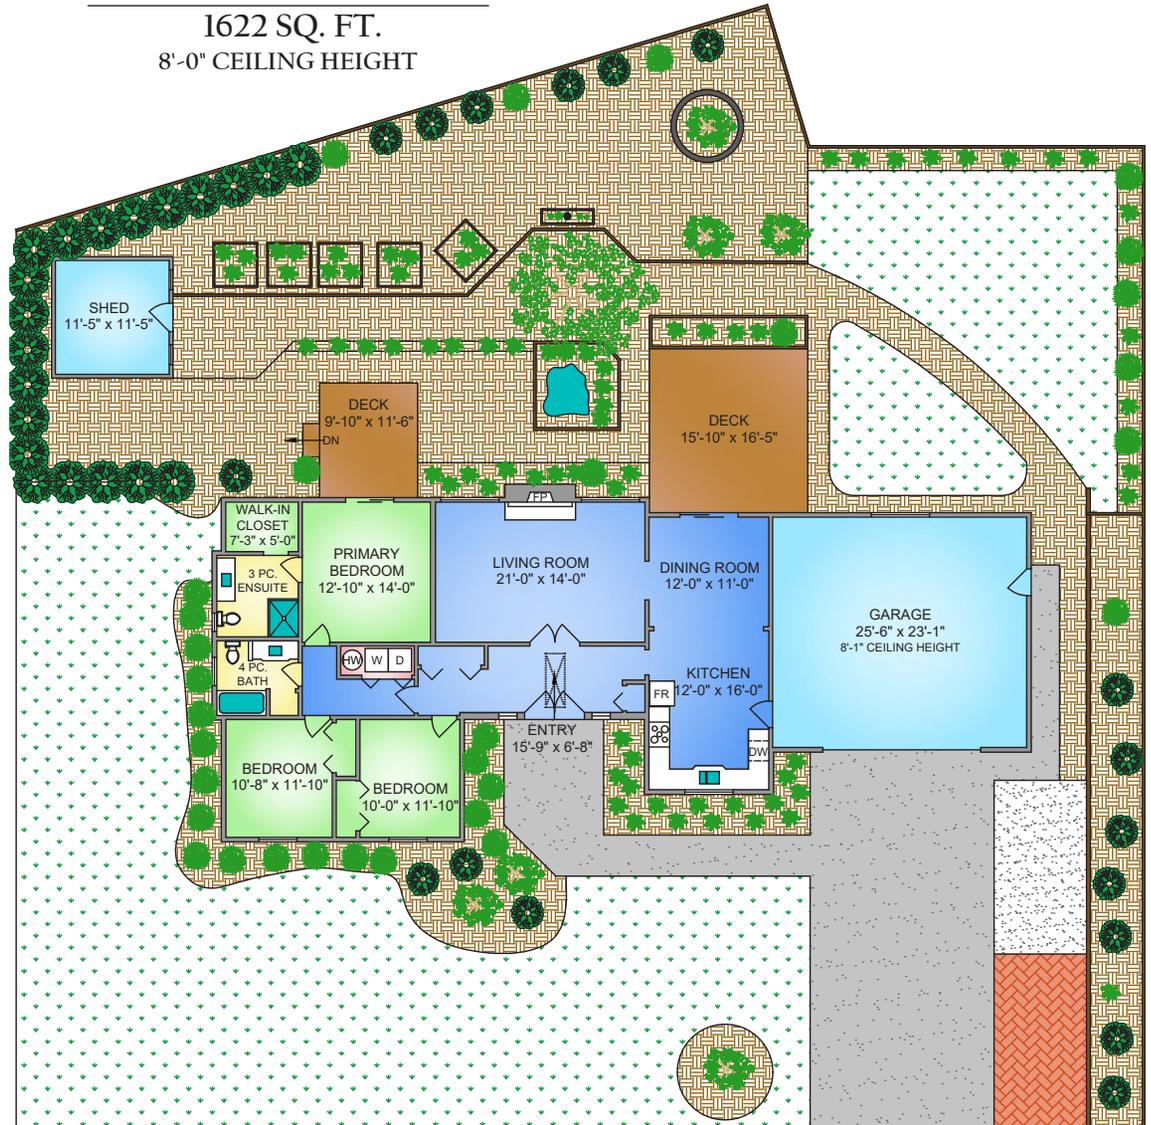 1622 SQ. FT.
8'-0" CEILING HEIGHT
SHED
11'-5" x 11'-5"
DECK
9'-10" x 11'-6"
DN
DECK
15'-10" x 16'-5"
WALK-IN
CLOSET
7'-3" x 5'-0"
FP
PRIMARY
BEDROOM
12'-10" x 14'-0"
LIVING ROOM
21'-0" x 14'-0"
DINING ROOM
12'-0" x 11'-0"
3 PC.
ENSUITE
GARAGE
25'-6" x 23'-1"
8'-1" CEILING HEIGHT
4 PC.
BATH
HW
W
D
KITCHEN
12'-0" x 16'-0"
FR
DW
ENTRY
15'-9" x 6'-8"
BEDROOM
10'-8" x 11'-10"
BEDROOM
10'-0" x 11'-10"